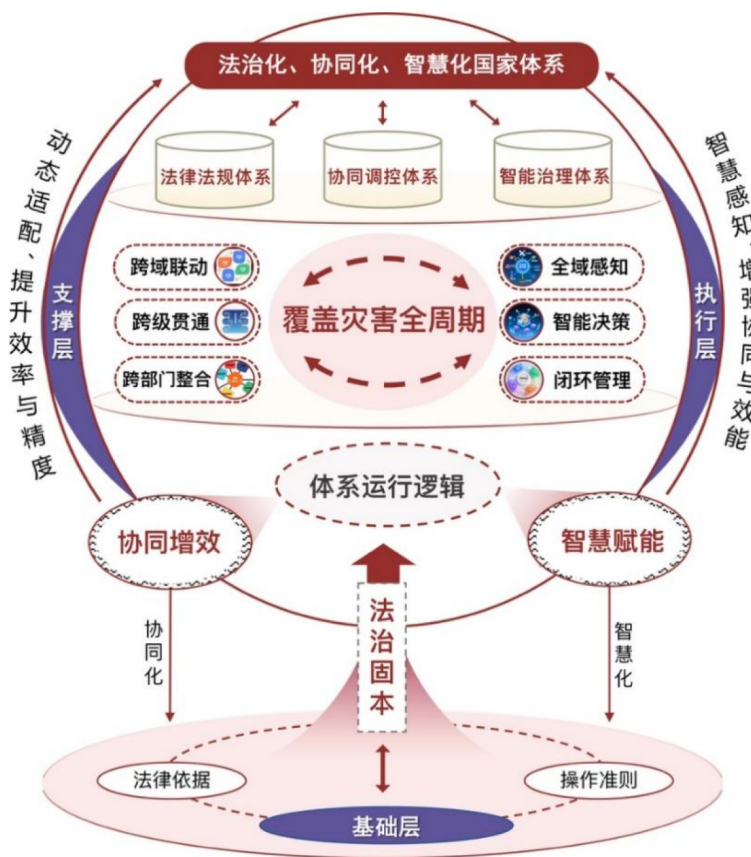 法治化、协同化、智慧化国家体系
法律法规体系
协同调控体系
智能治理体系
动态适配、提升效率与精度
支撑层
跨域联动
跨级贯通
跨部门整合
覆盖灾害全周期
全域感知
智能决策
闭环管理
执行层
智慧感知、增强协同与效能
体系运行逻辑
协同增效
智慧赋能
协同化
法治固本
智慧化
法律依据
操作准则
基础层